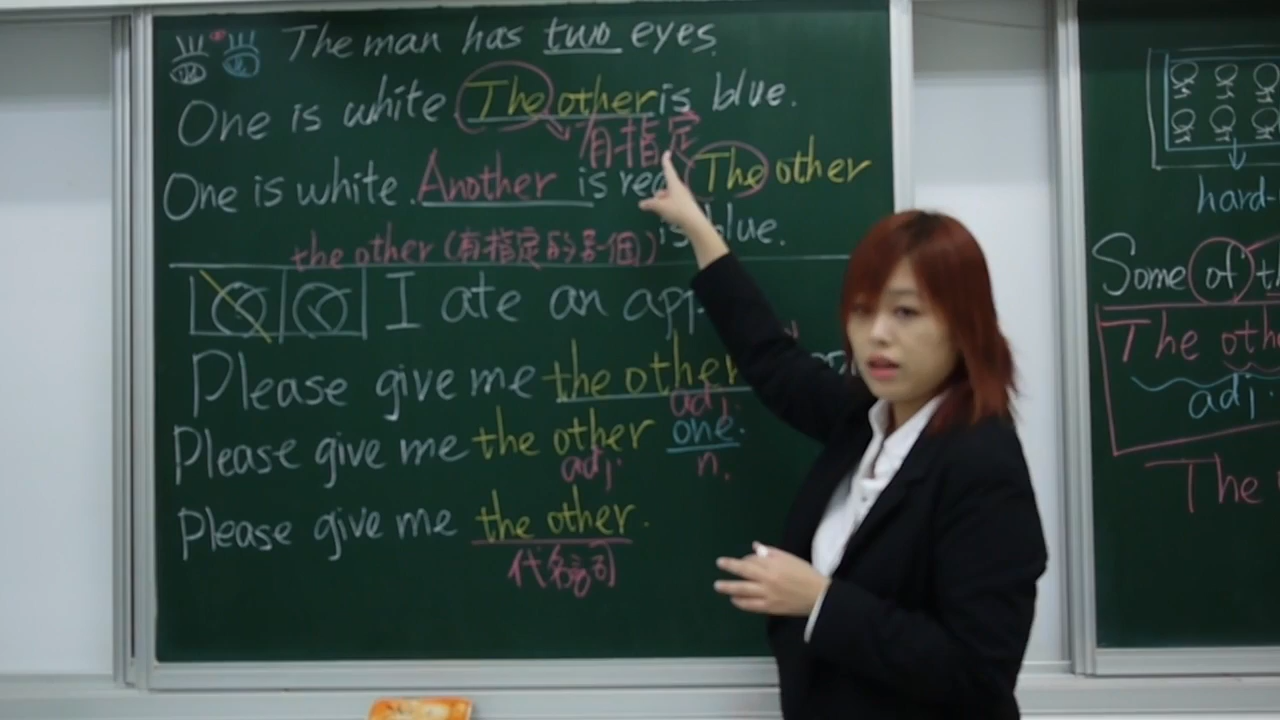 The man has two eyes.
One is white The other is blue.
有指定
One is white. Another is red The other
is blue.
the other (有指定的另一個)
I ate an app
Please give me the other
adj.
Please give me the other one.
adj. n.
Please give me the other.
代名詞
hard-
Some of th
The oth
adj.
The